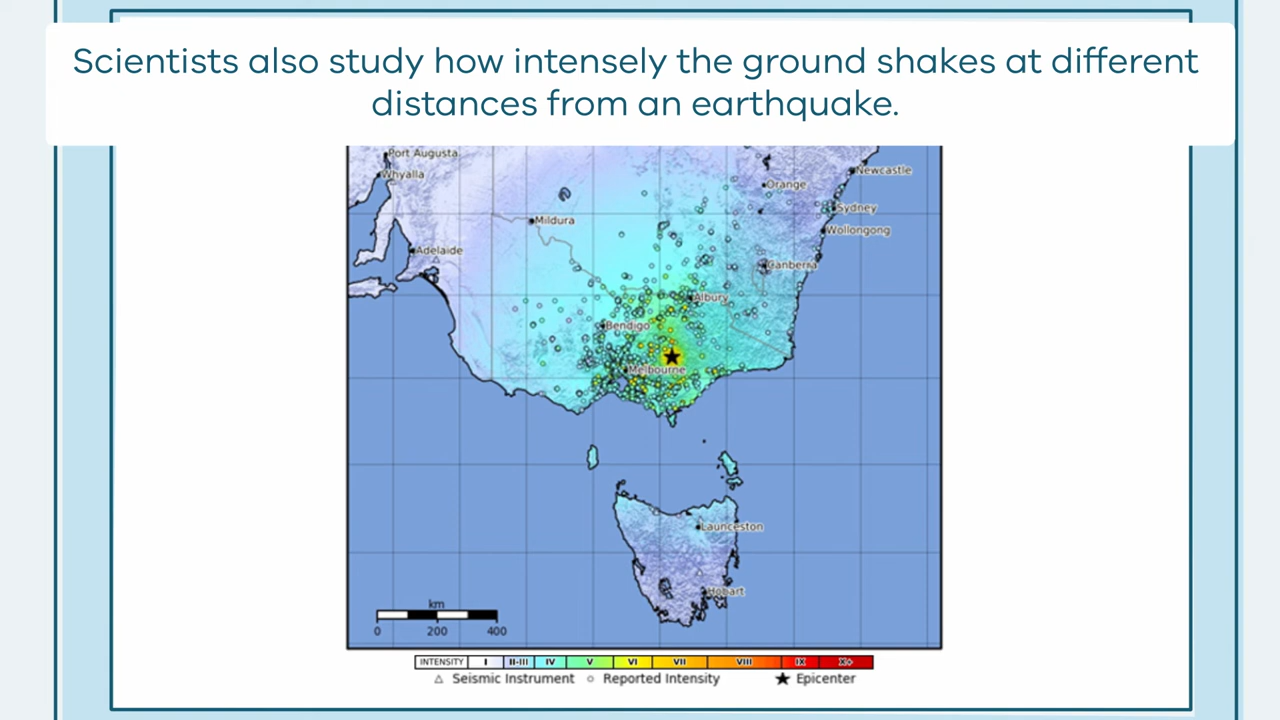 Scientists also study how intensely the ground shakes at different
distances from an earthquake.
Port Augusta
Whyalla
Newcastle
Orange
Sydney
Mildura
Wollongong
Adelaide
Canberra
Albury
Bendigo
Melbourne
Launceston
Hobart
km
0 200 400
INTENSITY I II-III IV V VI VII VIII IX X+
Seismic Instrument Reported Intensity Epicenter